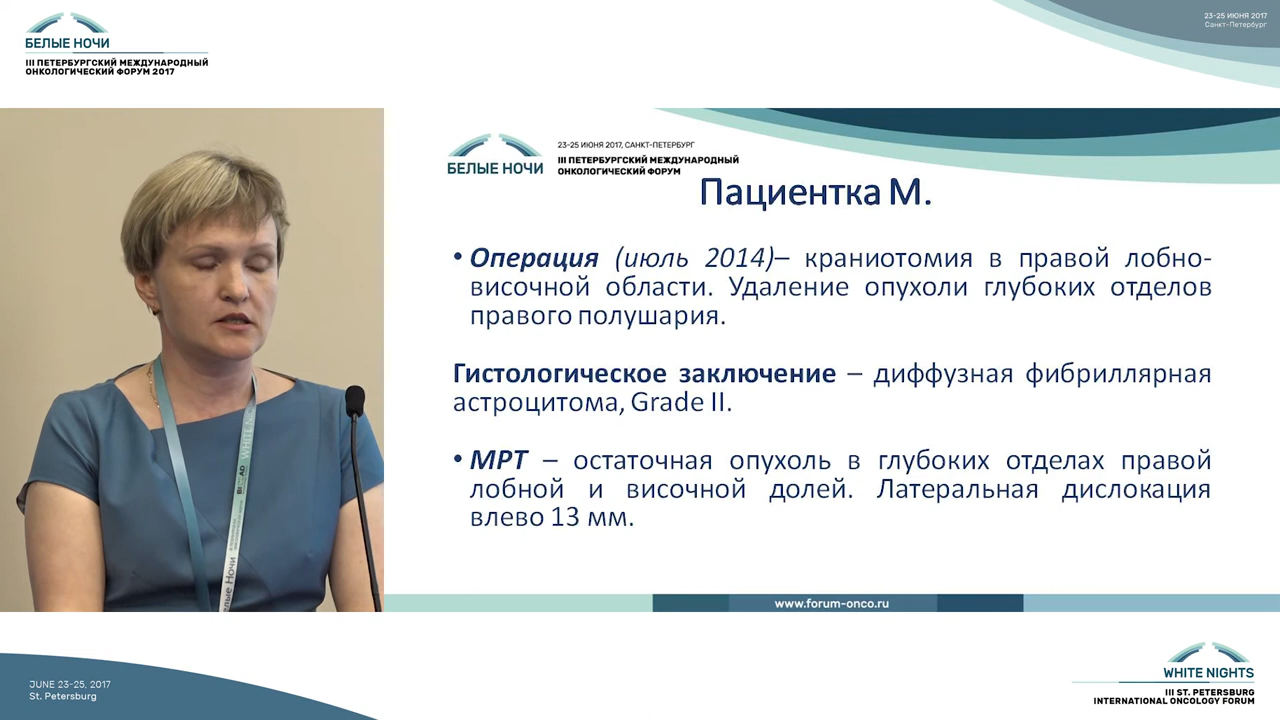 БЕЛЫЕ НОЧИ
III ПЕТЕРБУРГСКИЙ МЕЖДУНАРОДНЫЙ
ОНКОЛОГИЧЕСКИЙ ФОРУМ 2017
23-25 ИЮНЯ 2017
Санкт-Петербург
23-25 ИЮНЯ 2017, САНКТ-ПЕТЕРБУРГ
БЕЛЫЕ НОЧИ
III ПЕТЕРБУРГСКИЙ МЕЖДУНАРОДНЫЙ
ОНКОЛОГИЧЕСКИЙ ФОРУМ
Пациентка М.
• Операция (июль 2014)– краниотомия в правой лобно-
височной области. Удаление опухоли глубоких отделов
правого полушария.
Гистологическое заключение – диффузная фибриллярная
астроцитома, Grade II.
• МРТ – остаточная опухоль в глубоких отделах правой
лобной и височной долей. Латеральная дислокация
влево 13 мм.
www.forum-onco.ru
WHITE NIGHTS
JUNE 23-25, 2017
St. Petersburg
WHITE NIGHTS
III ST. PETERSBURG
INTERNATIONAL ONCOLOGY FORUM